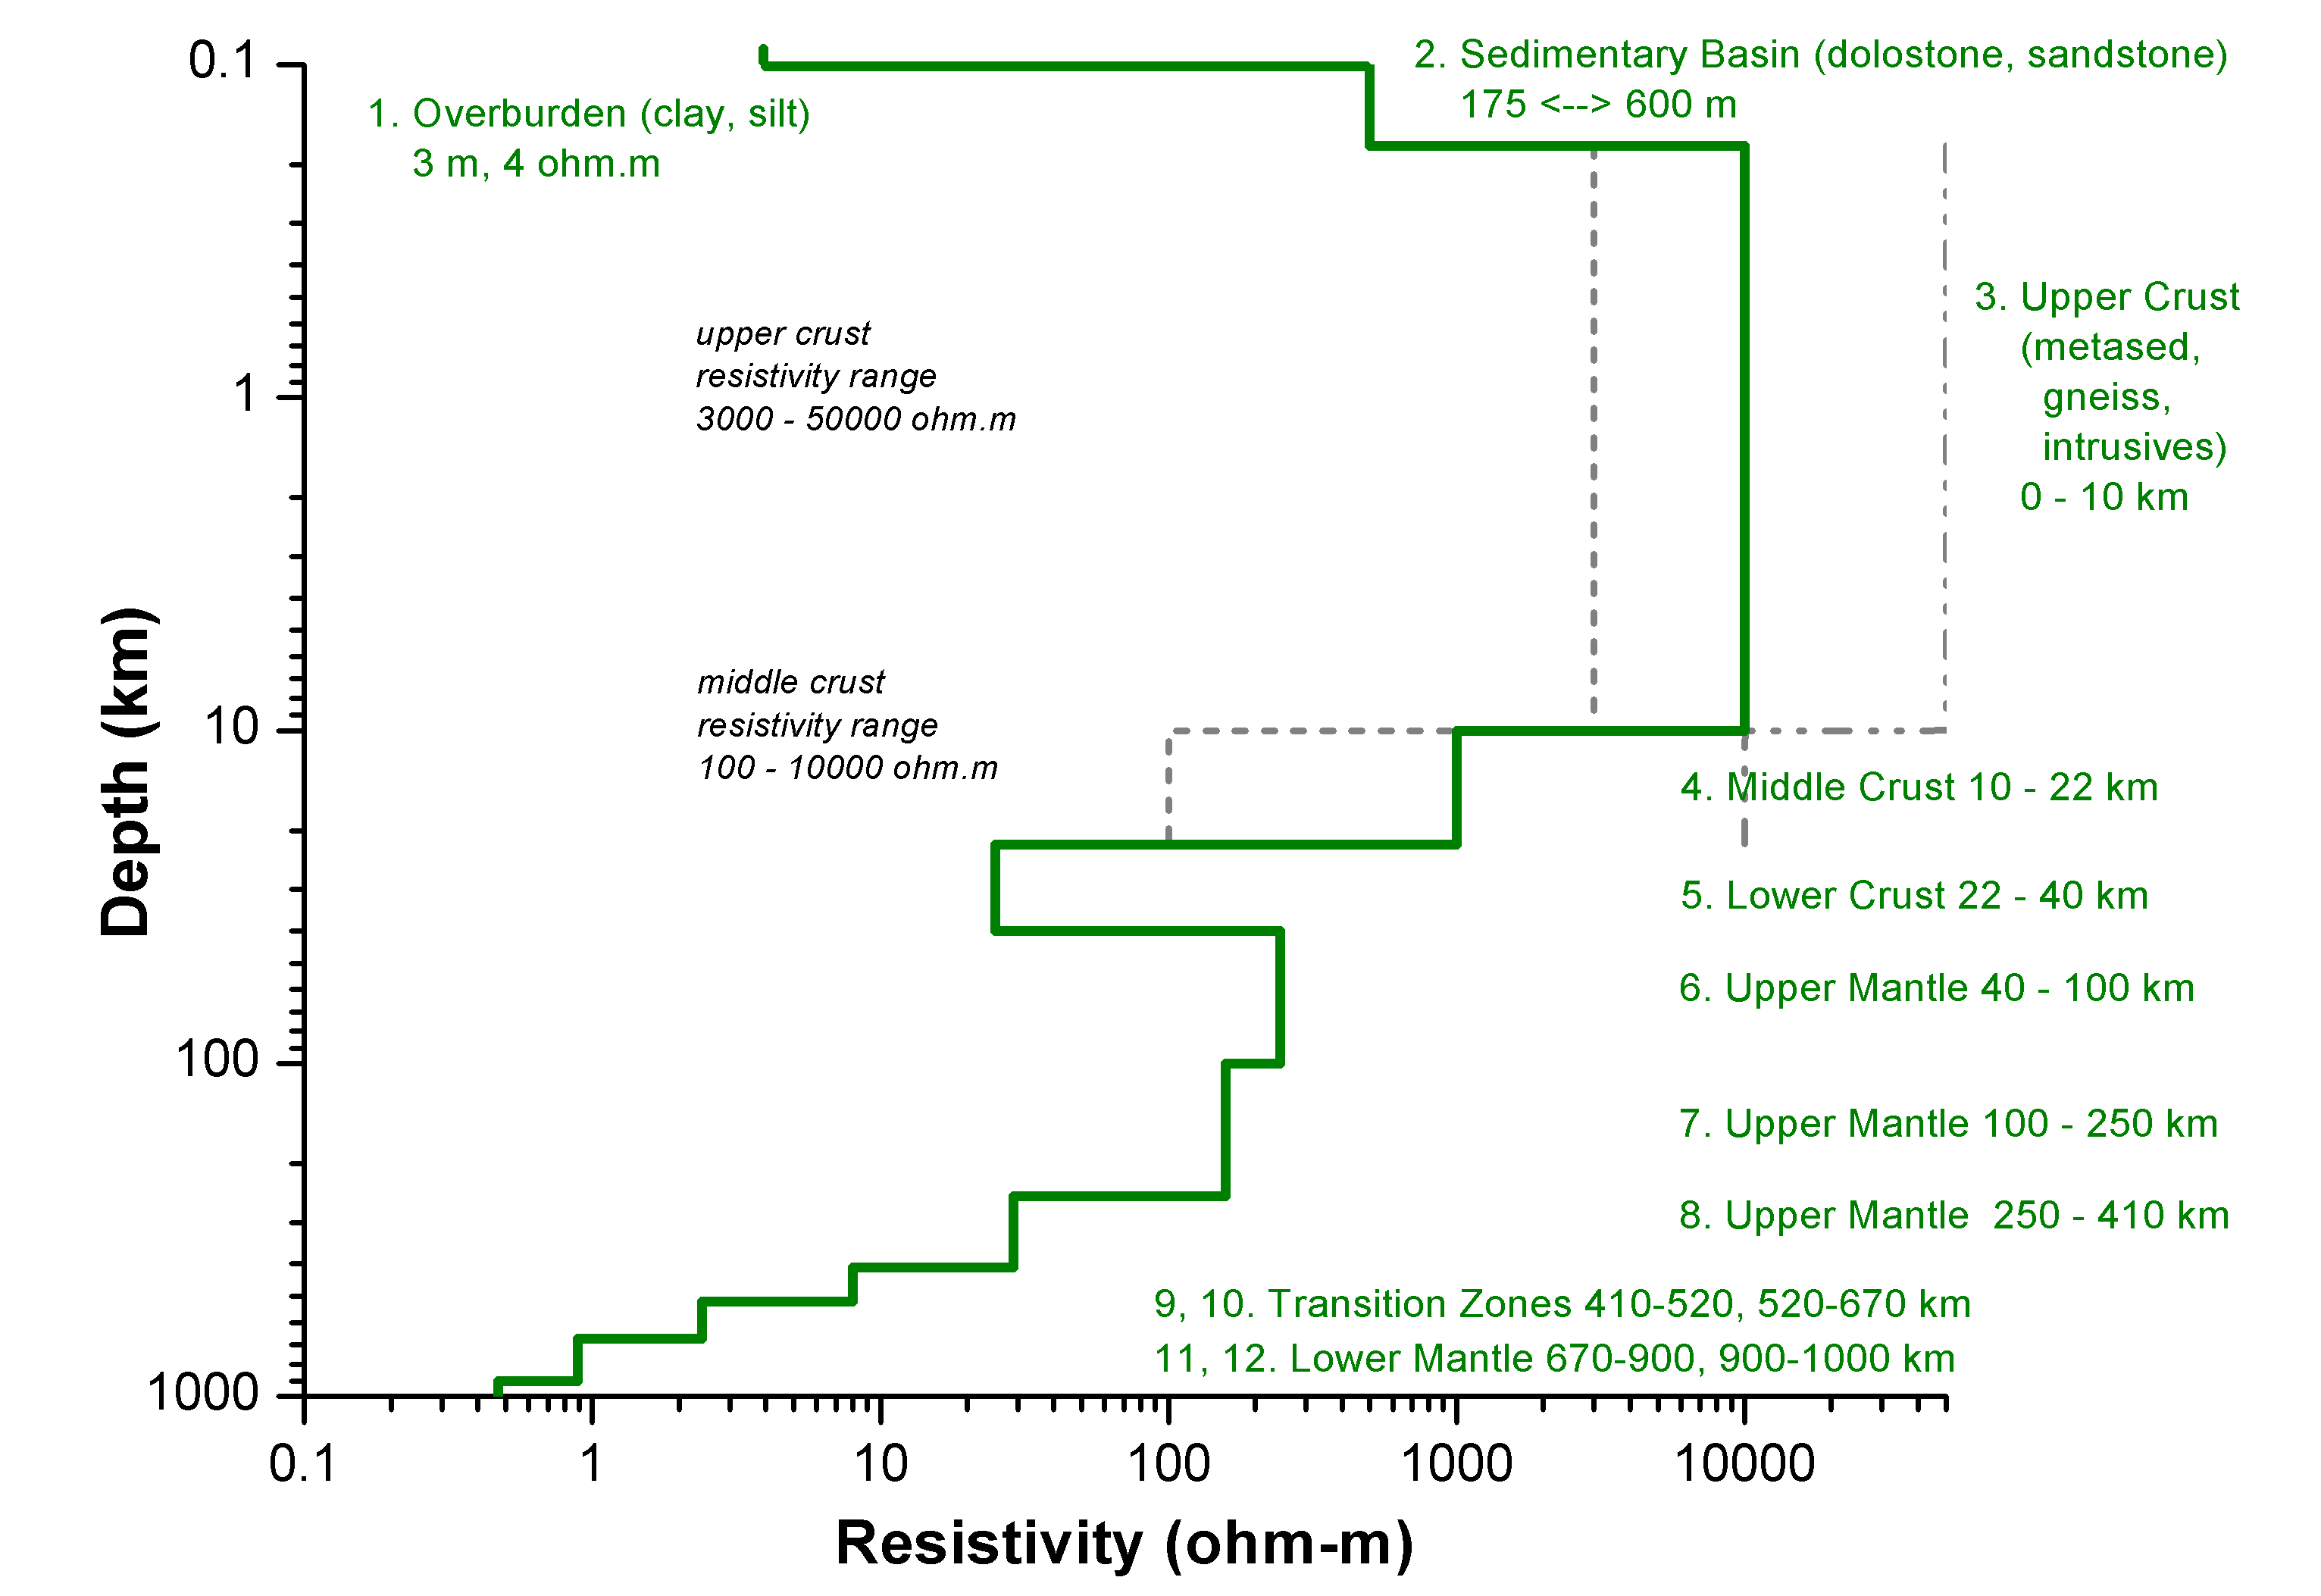 0.1
2. Sedimentary Basin (dolostone, sandstone)
175 <--> 600 m
1. Overburden (clay, silt)
3 m, 4 ohm.m
3. Upper Crust
(metased,
gneiss,
intrusives)
0 - 10 km
upper crust
resistivity range
3000 - 50000 ohm.m
1
middle crust
resistivity range
100 - 10000 ohm.m
10
Depth (km)
4. Middle Crust 10 - 22 km
5. Lower Crust 22 - 40 km
6. Upper Mantle 40 - 100 km
100
7. Upper Mantle 100 - 250 km
8. Upper Mantle  250 - 410 km
9, 10. Transition Zones 410-520, 520-670 km
11, 12. Lower Mantle 670-900, 900-1000 km
1000
0.1 1 10 100 1000 10000
Resistivity (ohm-m)